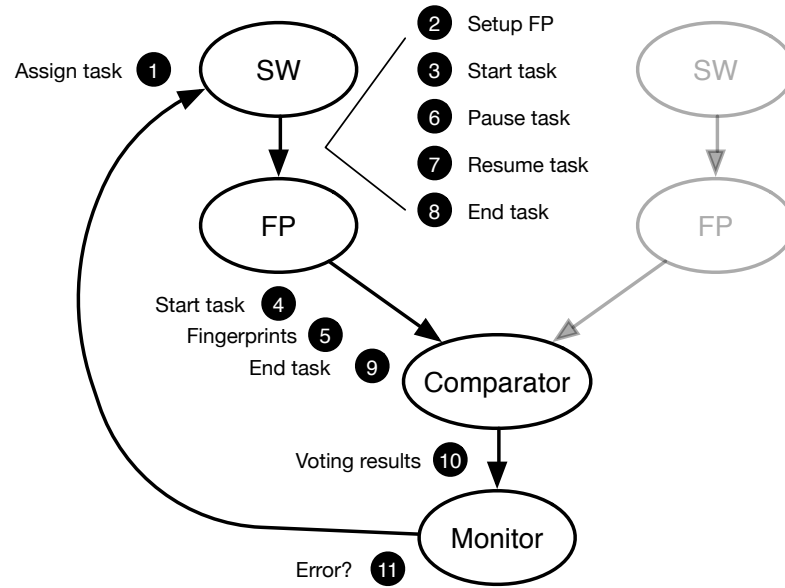 2 Setup FP
Assign task 1
SW
SW
3 Start task
6 Pause task
7 Resume task
8 End task
FP
FP
Start task 4
Fingerprints 5
End task 9
Comparator
Voting results 10
Monitor
Error? 11